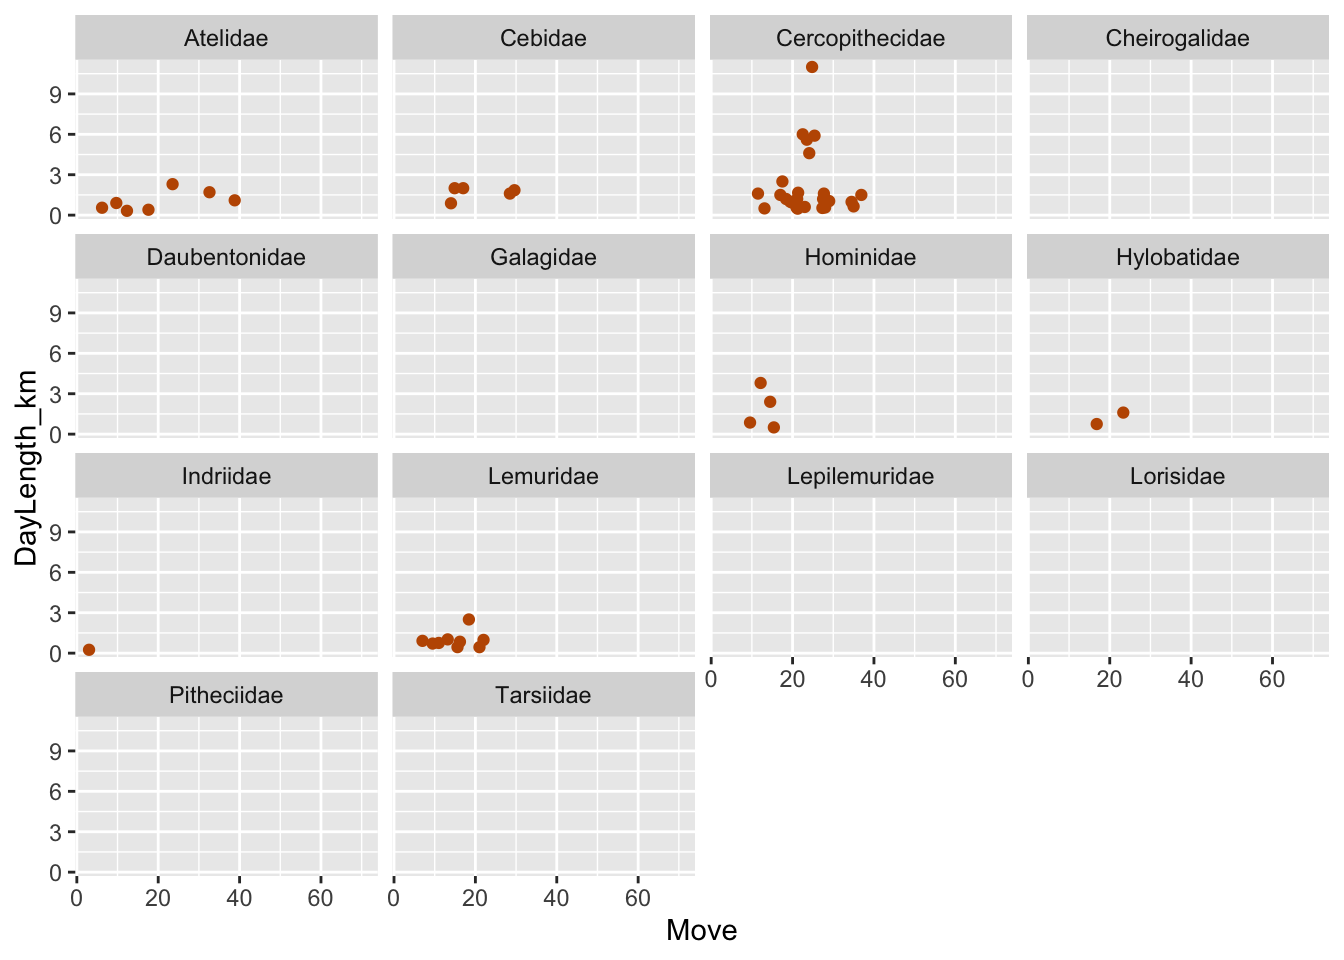 Atelidae Cebidae Cercopithecidae Cheirogalidae
9
6
3
0
Daubentonidae Galagidae Hominidae Hylobatidae
9
6
3
0
DayLength_km
Indriidae Lemuridae Lepilemuridae Lorisidae
9
6
3
0
0 20 40 60 0 20 40 60
Pitheciidae Tarsiidae
9
6
3
0
0 20 40 60 0 20 40 60
Move